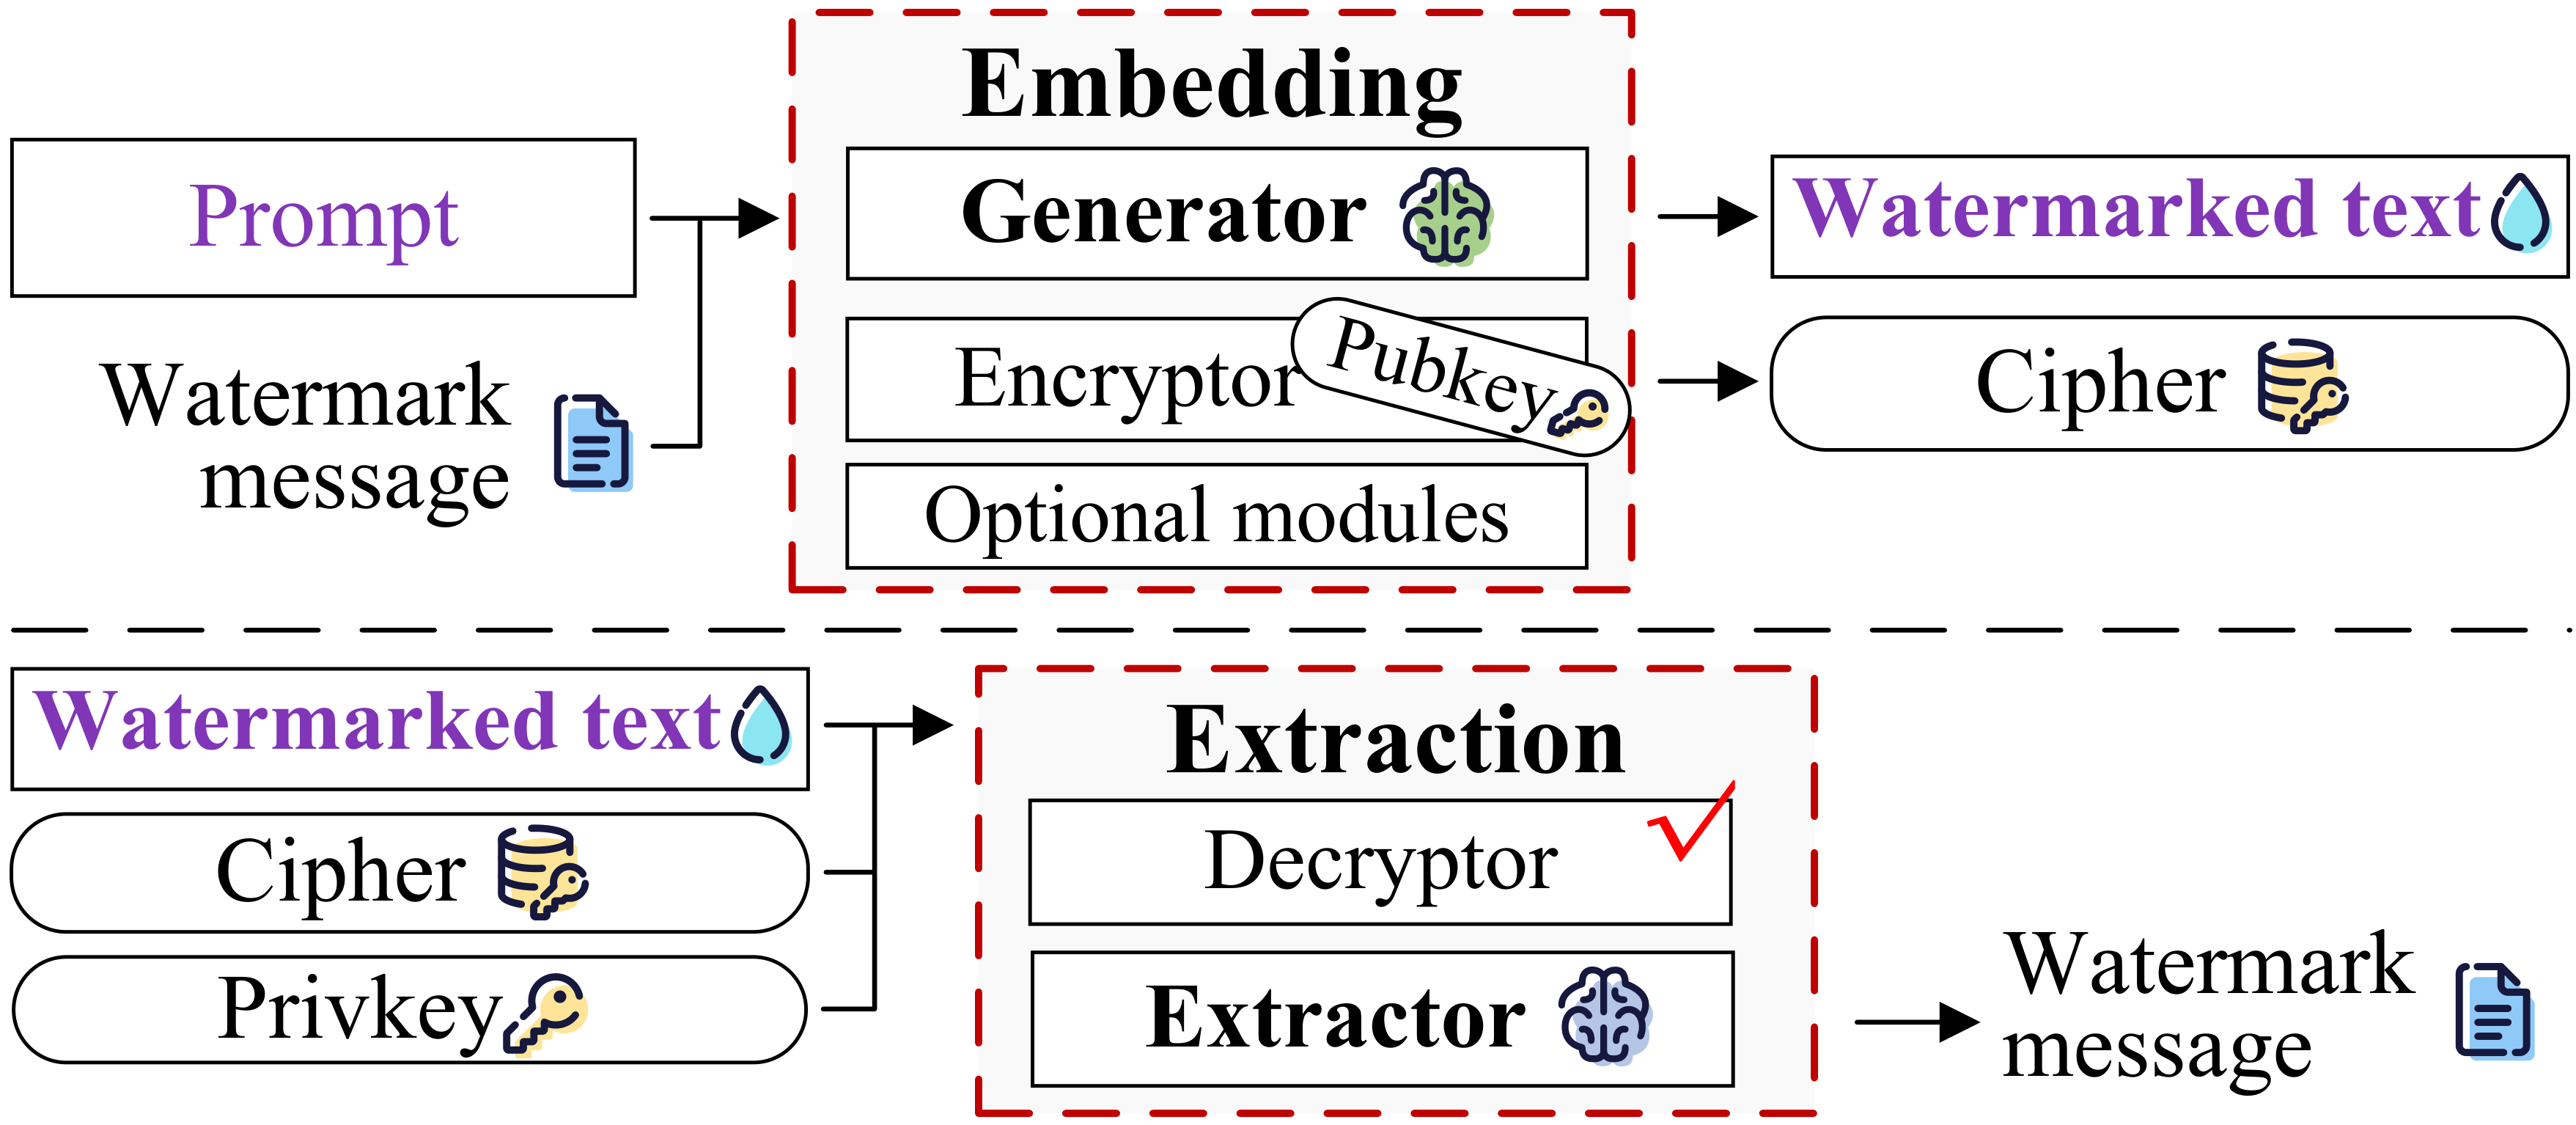 Embedding
Prompt
Generator
Watermarked text
Watermark
message
Encryptor
Pubkey
Cipher
Optional modules
Watermarked text
Extraction
Cipher
Decryptor
Privkey
Extractor
Watermark
message